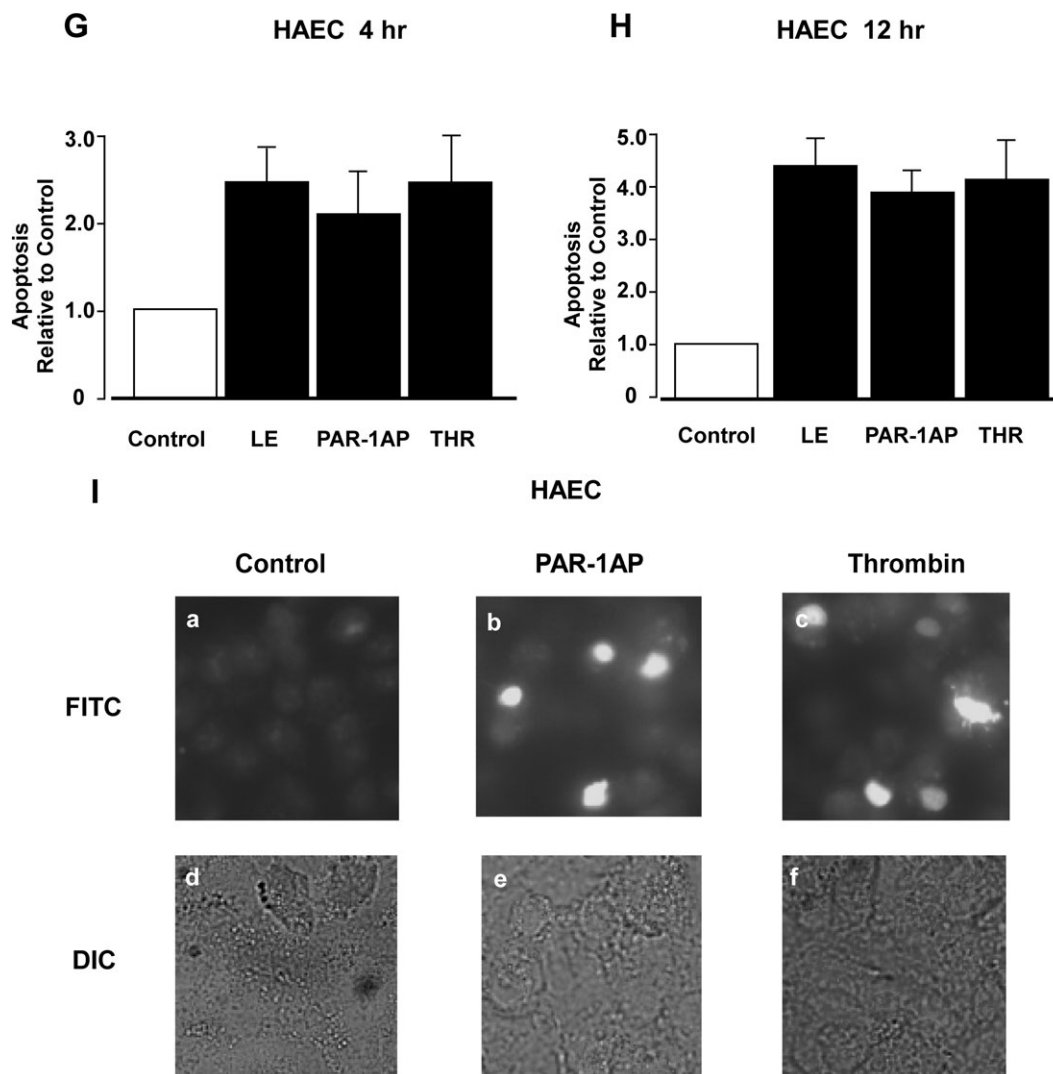 G
HAEC 4 hr
Apoptosis
Relative to Control
3.0
2.0
1.0
0
Control LE PAR-1AP THR
H
HAEC 12 hr
Apoptosis
Relative to Control
5.0
4.0
3.0
2.0
1.0
0
Control LE PAR-1AP THR
I
HAEC
Control PAR-1AP Thrombin
FITC
a b c
DIC
d e f